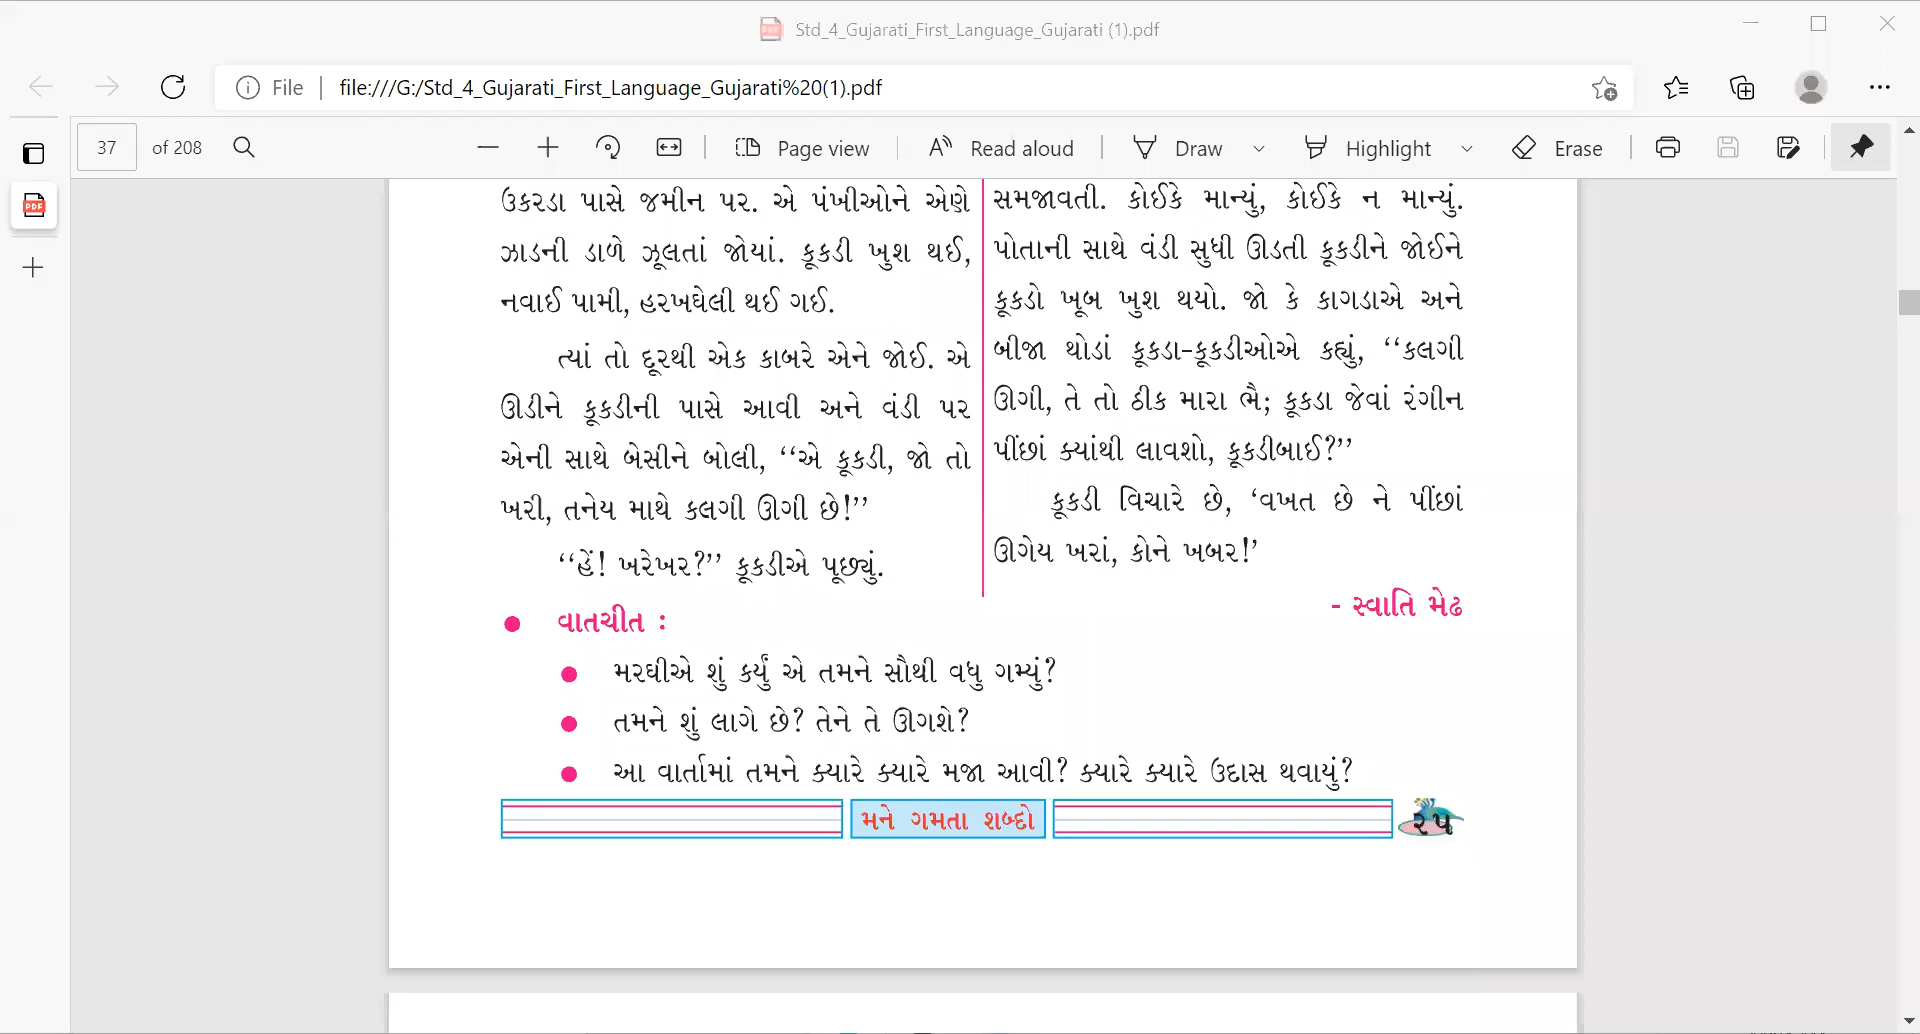 Std_4_Gujarati_First_Language_Gujarati (1).pdf
File
file:///G:/Std_4_Gujarati_First_Language_Gujarati%20(1).pdf
37 of 208
Page view
Read aloud
Draw
Highlight
Erase
PDF
ઉકરડા પાસે જમીન પર. એ પંખીઓને એણે
ઝાડની ડાળે ઝૂલતાં જોયાં. કૂકડી ખુશ થઈ,
નવાઈ પામી, હરખઘેલી થઈ ગઈ.
ત્યાં તો દૂરથી એક કાબરે એને જોઈ. એ
ઊડીને કૂકડીની પાસે આવી અને વંડી પર
એની સાથે બેસીને બોલી, ‘‘એ કૂકડી, જો તો
ખરી, તનેય માથે કલગી ઊગી છે!’’
‘‘હેં! ખરેખર?’’ કૂકડીએ પૂછ્યું.
સમજાવતી. કોઈકે માન્યું, કોઈકે ન માન્યું.
પોતાની સાથે વંડી સુધી ઊડતી કૂકડીને જોઈને
કૂકડો ખૂબ ખુશ થયો. જો કે કાગડાએ અને
બીજા થોડાં કૂકડા-કૂકડીઓએ કહ્યું, ‘‘કલગી
ઊગી, તે તો ઠીક મારા ભૈ; કૂકડા જેવાં રંગીન
પીંછાં ક્યાંથી લાવશો, કૂકડીબાઈ?’’
કૂકડી વિચારે છે, ‘વખત છે ને પીંછાં
ઊગેય ખરાં, કોને ખબર!’
- સ્વાતિ મેઢ
● વાતચીત :
● મરઘીએ શું કર્યું એ તમને સૌથી વધુ ગમ્યું?
● તમને શું લાગે છે? તેને તે ઊગશે?
● આ વાર્તામાં તમને ક્યારે ક્યારે મજા આવી? ક્યારે ક્યારે ઉદાસ થવાયું?
મને ગમતા શબ્દો
૨૫